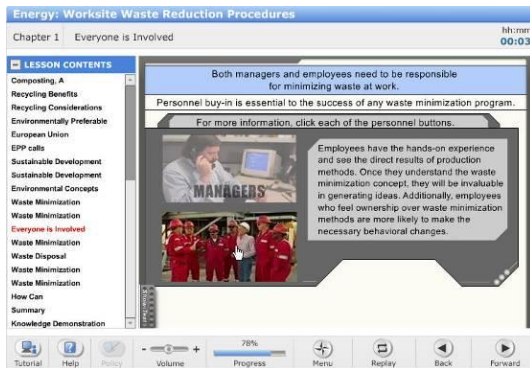 Energy: Worksite Waste Reduction Procedures
Chapter 1 Everyone is Involved
hh:mm
00:03
LESSON CONTENTS
Composting, A
Recycling Benefits
Recycling Considerations
Environmentally Preferable
European Union
EPP calls
Sustainable Development
Sustainable Development
Environmental Concepts
Waste Minimization
Waste Minimization
Everyone is Involved
Waste Minimization
Waste Disposal
Waste Minimization
Waste Minimization
How Can
Summary
Knowledge Demonstration
Both managers and employees need to be responsible
for minimizing waste at work.
Personnel buy-in is essential to the success of any waste minimization program.
For more information, click each of the personnel buttons.
MANAGERS
Employees have the hands-on experience
and see the direct results of production
methods. Once they understand the waste
minimization concept, they will be invaluable
in generating ideas. Additionally, employees
who feel ownership over waste minimization
methods are more likely to make the
necessary behavioral changes.
Show Text
Tutorial
Help
Policy
- +
Volume
78%
Progress
Menu
Replay
Back
Forward